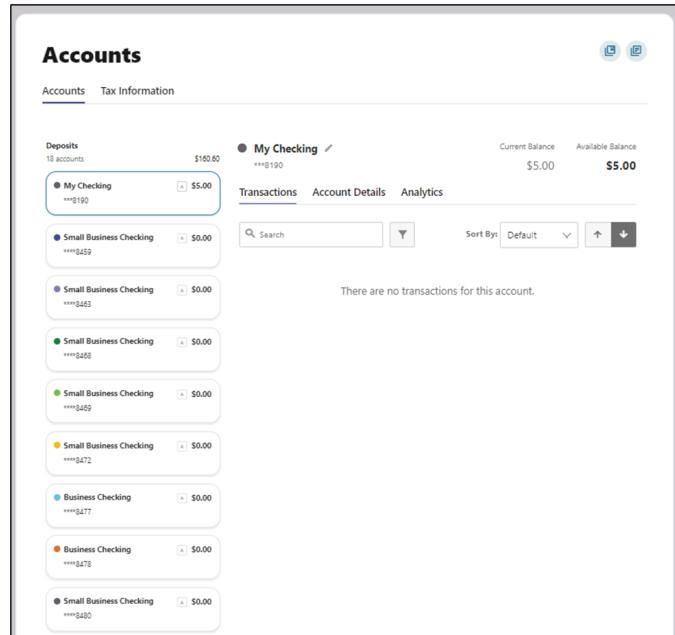 Accounts
Accounts Tax Information
Deposits
18 accounts $160.60
My Checking A $5.00
***8190
Small Business Checking A $0.00
****8459
Small Business Checking A $0.00
****8463
Small Business Checking A $0.00
****8468
Small Business Checking A $0.00
****8469
Small Business Checking A $0.00
****8472
Business Checking A $0.00
****8477
Business Checking A $0.00
****8478
Small Business Checking A $0.00
****8480
My Checking
***8190
Current Balance Available Balance
$5.00 $5.00
Transactions Account Details Analytics
Search Sort By: Default
There are no transactions for this account.